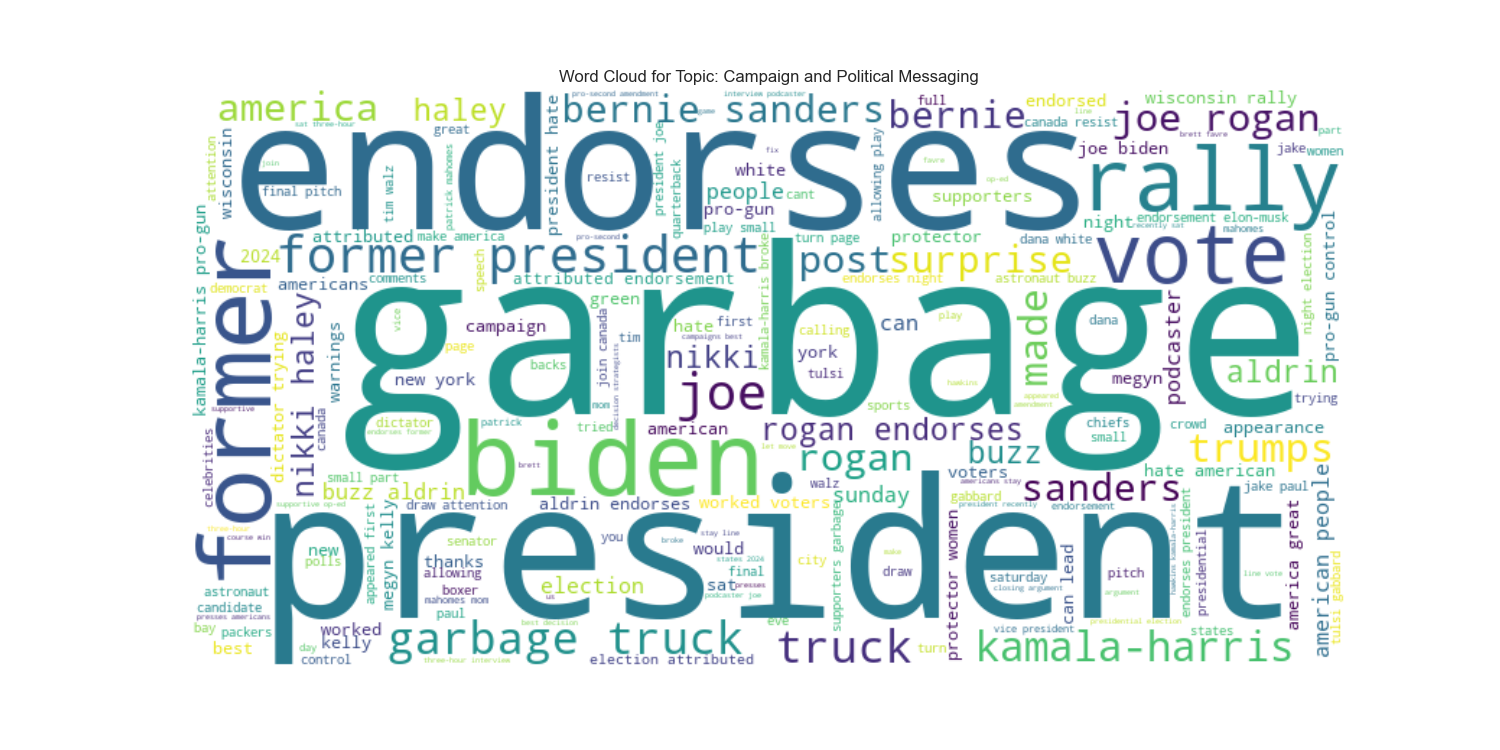 Word Cloud for Topic: Campaign and Political Messaging
pro-second amendment
interview podcaster
america
haley
bernie sanders
bernie
full
endorsed
wisconsin rally
joe rogan
sat three-hour
great
game
line
canada resist
brett favre
part
endorses
rally
attention
wisconsin
join
final pitch
tim walz
patrick mahomes
president hate
resist
president joe
quarterback
fix
white
people
cant
pro-gun
play small
allowing play
favre
op-ed
supporters
joe biden
jake
women
night
endorsement elon-musk
recently sat
mahomes
attributed
make america
pro-second
turn page
protector
dana white
2024
former president
post
surprise
vote
kamala-harris pro-gun
former
democrat
americans
comments
speech
attributed endorsement
endorses night
astronaut buzz
night election
pro-gun control
garbage
green
vice
campaign
hate
first
kamala-harris broke
calling
can
play
made
dana
page
tim
campaigns best
nikki
york
backs
tulsi
join canada
decision strategists
new york
joe
hawkins
megyn
podcaster
aldrin
trying
nikki haley
warnings
dictator trying
mom
appeared
amendment
supportive
canada
celebrities
dictator
endorses former
patrick
tried
american
sports
rogan endorses
chiefs
small
crowd
appearance
biden
let move
rogan
buzz
trumps
brett
small part
walz
voters
americans stay
hate american
buzz aldrin
draw attention
aldrin endorses
worked voters
sunday
gabbard
president recently
sanders
endorsement
jake paul
supportive op-ed
president
three-hour
course win
new
polls
appeared first
megyn kelly
senator
you
stay line
broke
would
states 2024
city
supporters garbage
make
draw
protector women
saturday
closing argument
can lead
pitch
argument
hawkins kamala-harris
endorses president
presidential
line vote
america great
american people
tulsi gabbard
thanks
allowing
boxer
mahomes mom
paul
election
us
final
sat
presses
podcaster joe
astronaut
candidate
presses americans
bay
packers
best
day
worked
kelly
control
garbage truck
three-hour interview
best decision
eve
election attributed
truck
turn
vice president
presidential election
states
kamala-harris